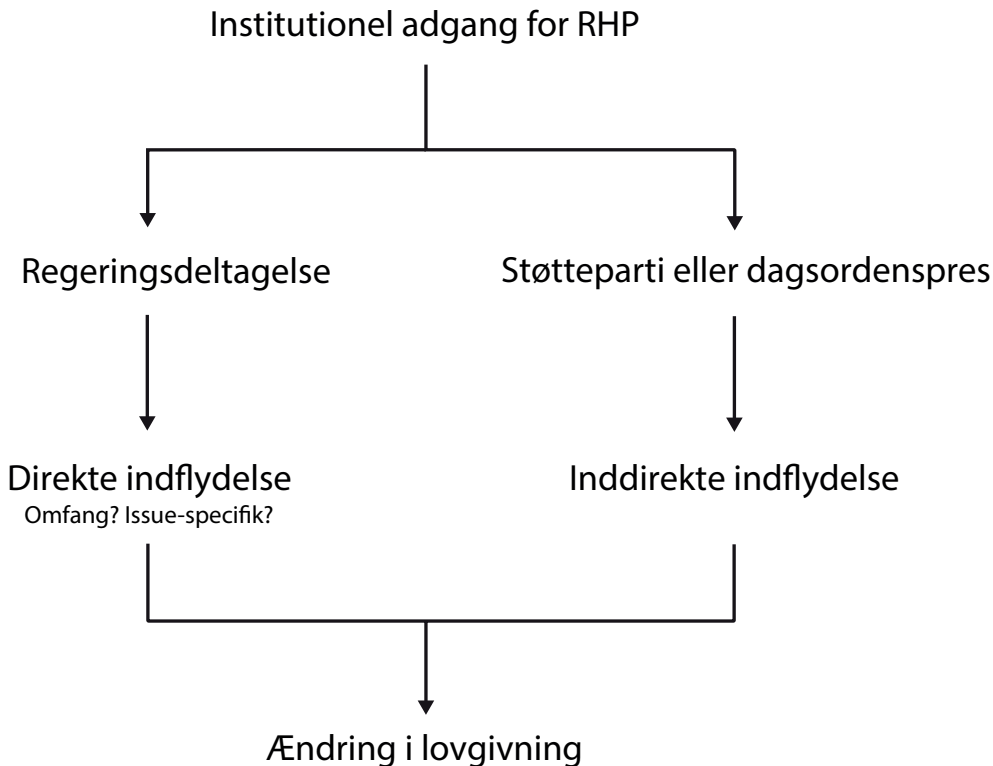 Institutionel adgang for RHP
Regeringsdeltagelse
Støtteparti eller dagsordenspres
Direkte indflydelse
Omfang? Issue-specifik?
Inddirekte indflydelse
Ændring i lovgivning